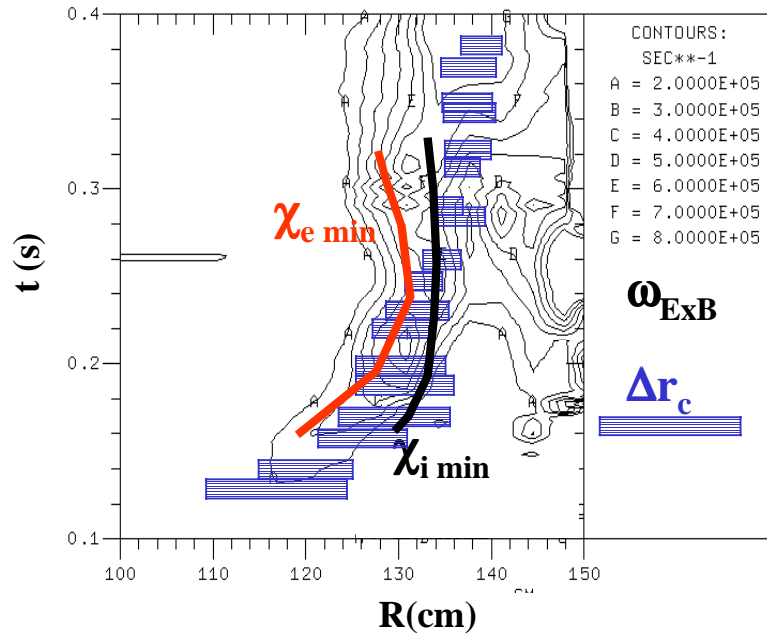 0.4
0.3
0.2
0.1
t (s)
100
110
120
130
140
150
R(cm)
A
G
A
E
F
A
D
A
D
A
A
A
A
χe min
χi min
CONTOURS:
SEC**-1
A = 2.0000E+05
B = 3.0000E+05
C = 4.0000E+05
D = 5.0000E+05
E = 6.0000E+05
F = 7.0000E+05
G = 8.0000E+05
ωExB
Δrc